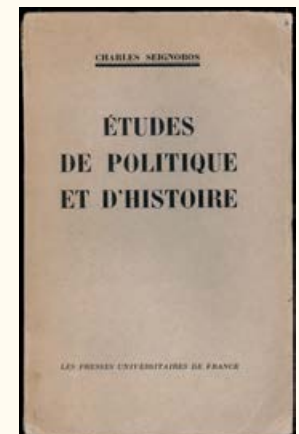 CHARLES SEIGNOBOS
ÉTUDES
DE POLITIQUE
ET D'HISTOIRE
LES PRESSES UNIVERSITAIRES DE FRANCE